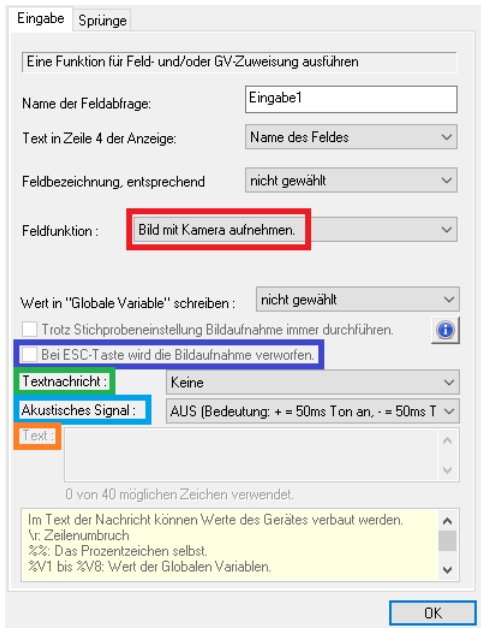 Eingabe Sprünge
Eine Funktion für Feld- und/oder GV-Zuweisung ausführen
Name der Feldabfrage: Eingabe1
Text in Zeile 4 der Anzeige: Name des Feldes
Feldbezeichnung, entsprechend nicht gewählt
Feldfunktion : Bild mit Kamera aufnehmen.
Wert in "Globale Variable" schreiben : nicht gewählt
Trotz Stichprobeneinstellung Bildaufnahme immer durchführen.
Bei ESC-Taste wird die Bildaufnahme verworfen.
Textnachricht : Keine
Akustisches Signal : AUS (Bedeutung: + = 50ms Ton an, - = 50ms T
Text :
0 von 40 möglichen Zeichen verwendet.
Im Text der Nachricht können Werte des Gerätes verbaut werden.
\r: Zeilenumbruch
%%: Das Prozentzeichen selbst.
%V1 bis %V8: Wert der Globalen Variablen.
OK